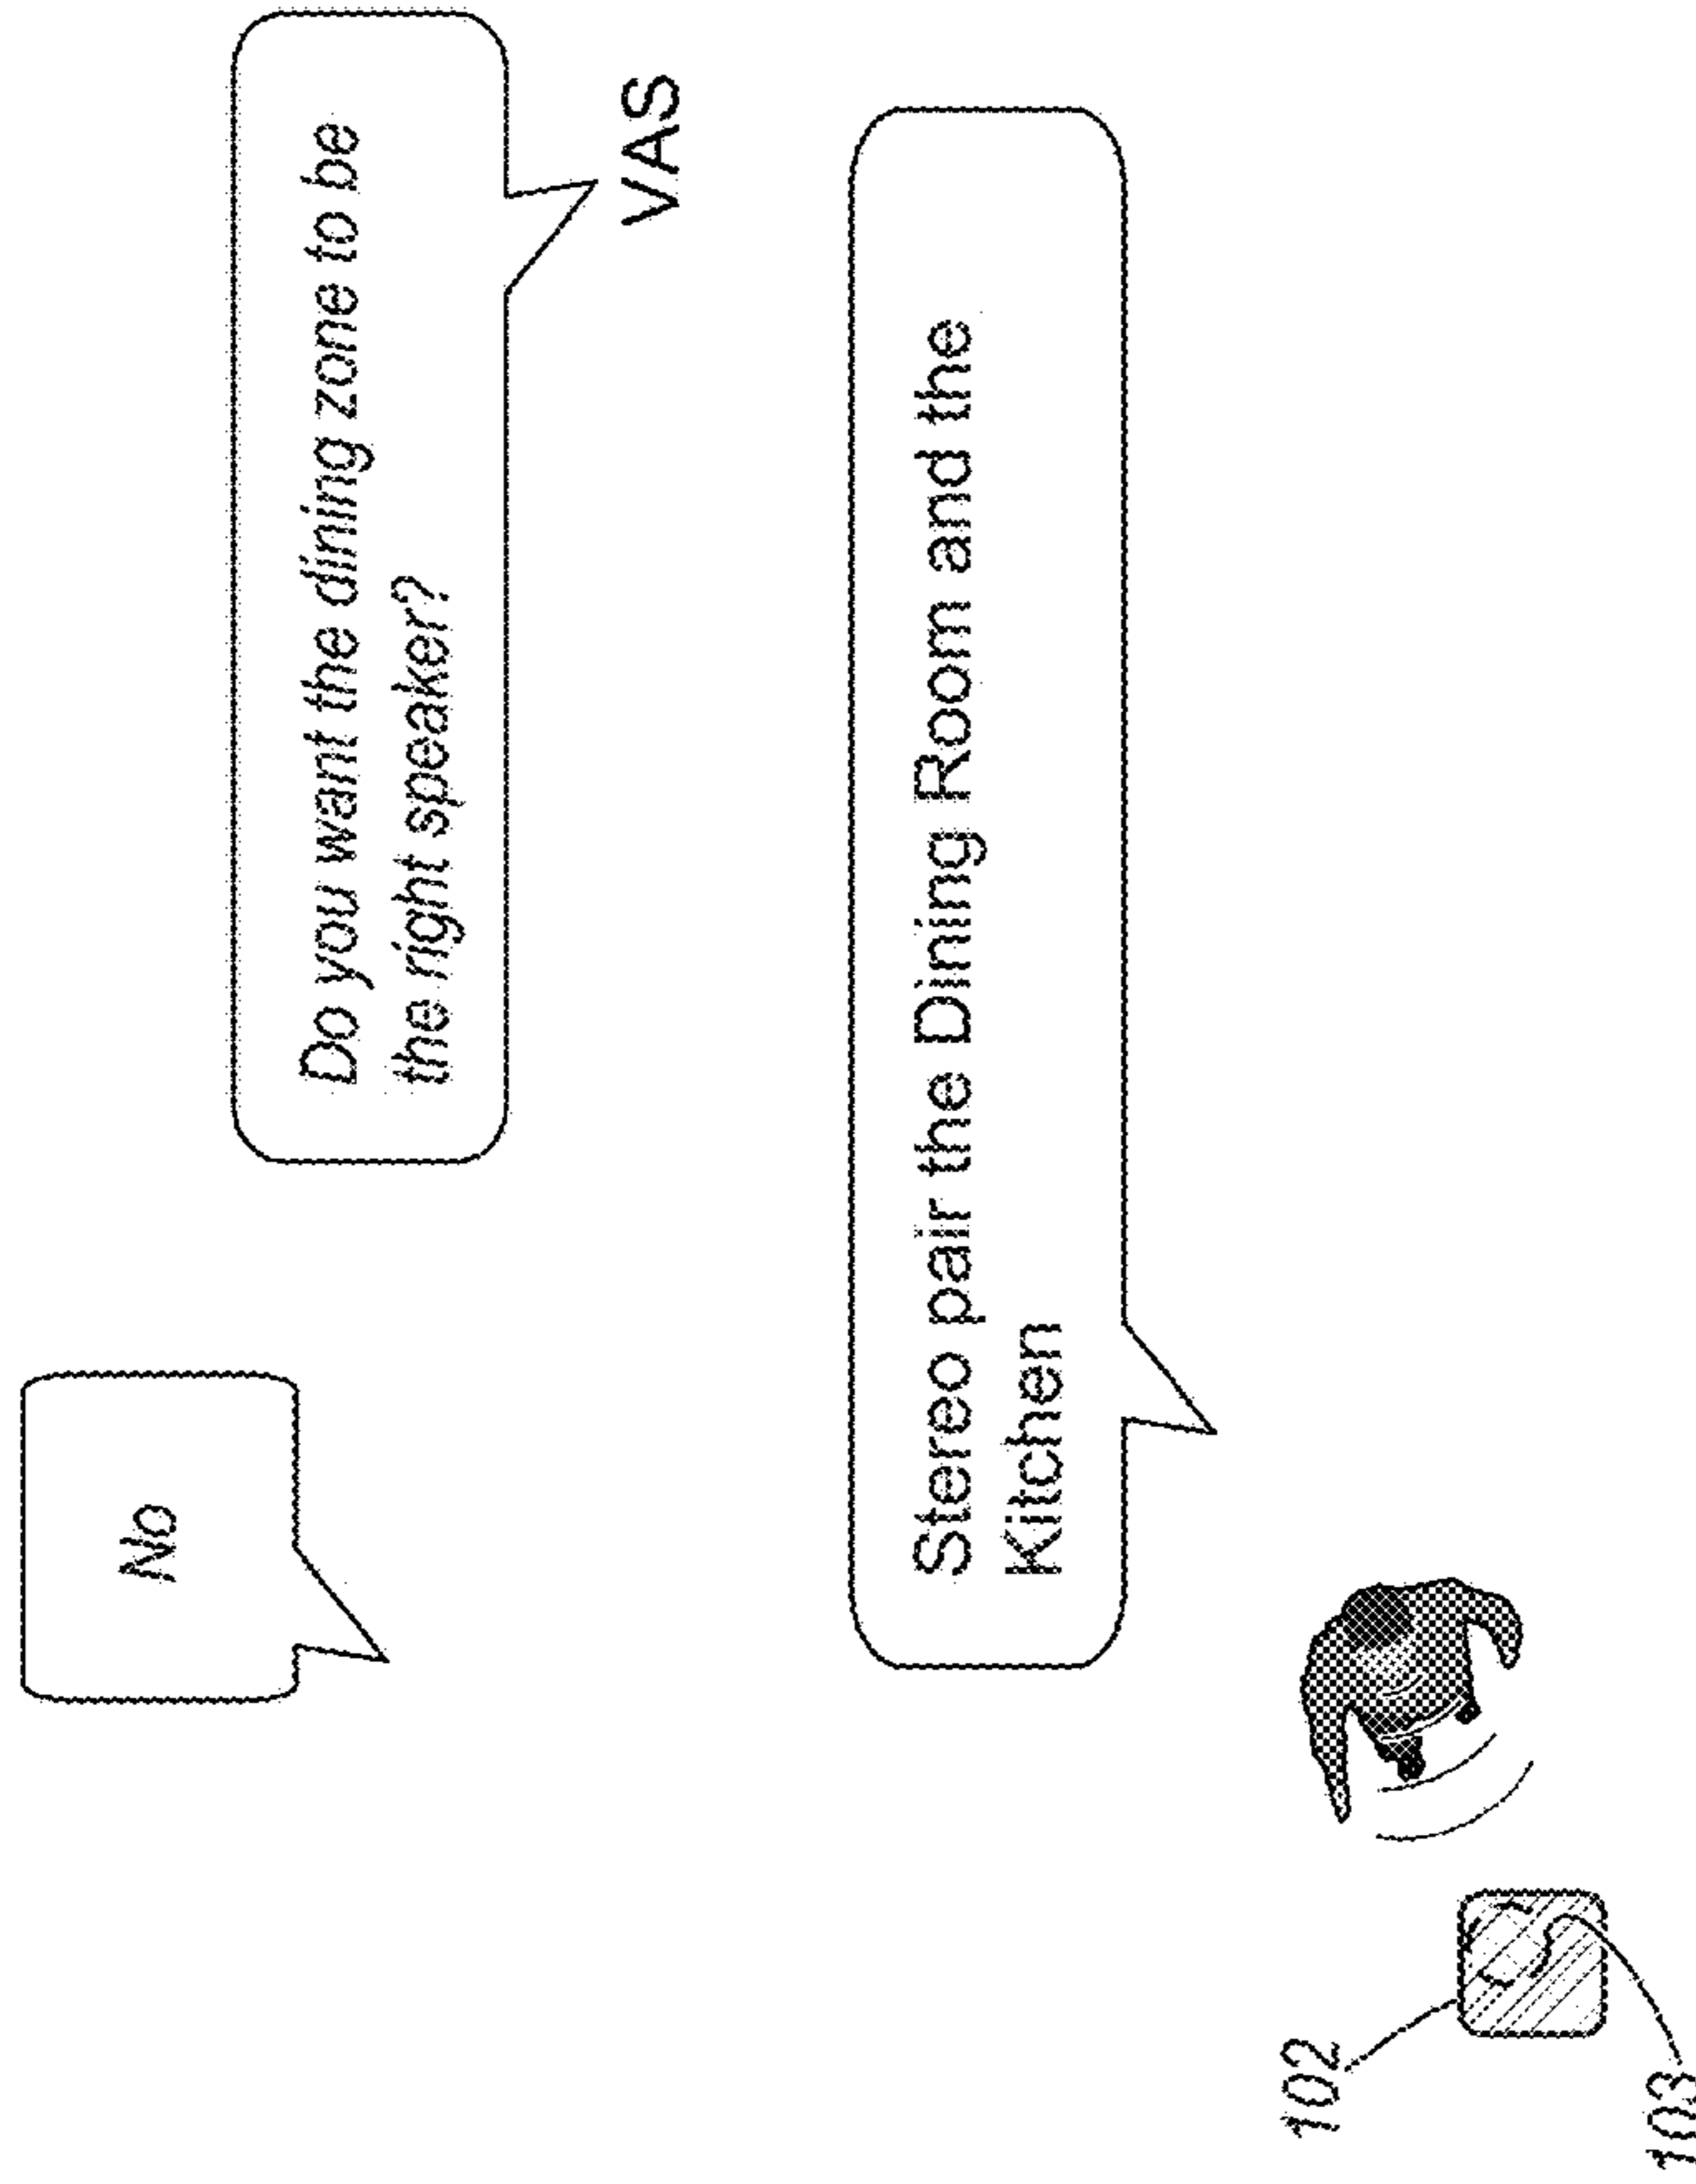 No
Do you want the dining zone to be
the right speaker?
VAS
Stereo pair the Dining Room and the
Kitchen
102
103